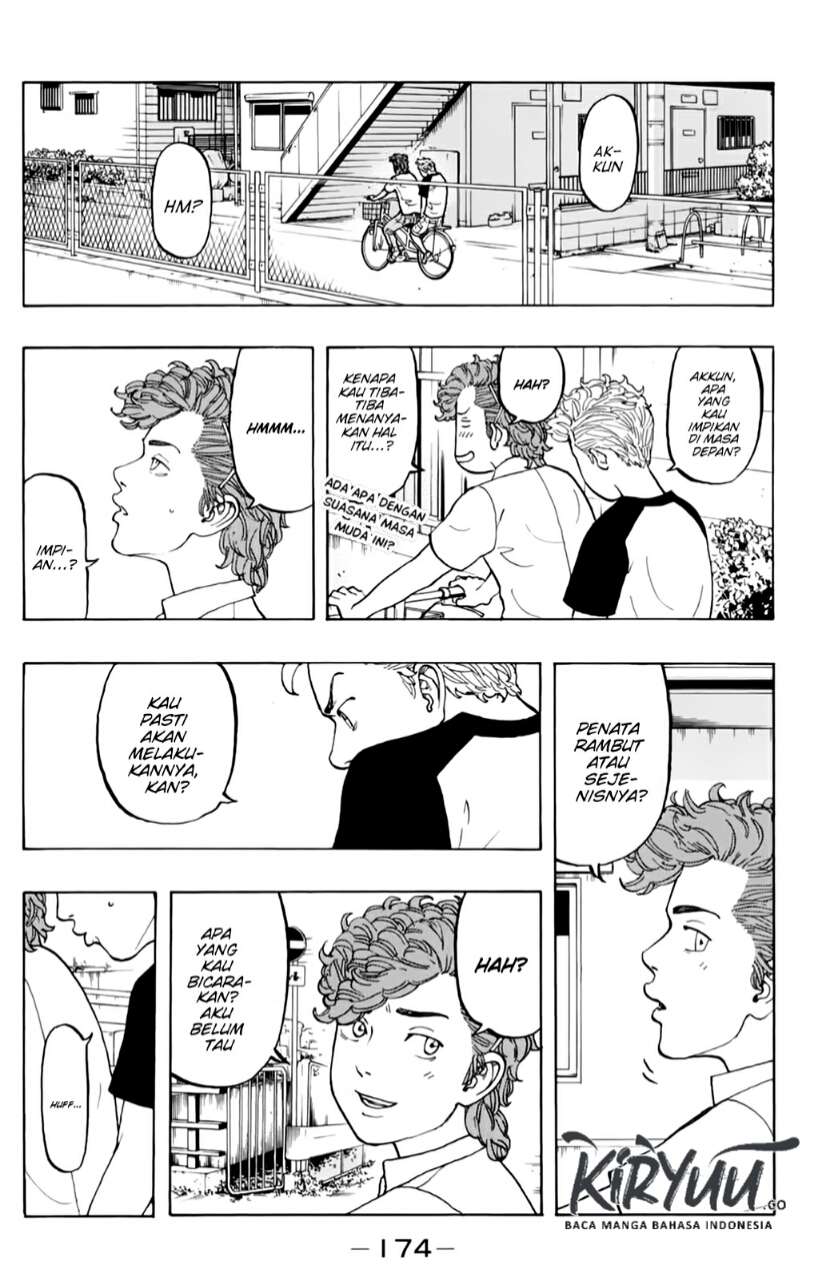 AK-
KUN
HM?
AKKUN,
APA
YANG
KAU
IMPIKAN
DI MASA
DEPAN?
HAH?
KENAPA
KAU TIBA-
TIBA
MENANYA-
KAN HAL
ITU...?
ADA APA DENGAN
SUASANA MASA
MUDA INI?
HMMM...
IMPI-
AN...?
PENATA
RAMBUT
ATAU
SEJE-
NISNYA?
KAU
PASTI
AKAN
MELAKU-
KANNYA,
KAN?
HAH?
APA
YANG
KAU
BICARA-
KAN?
AKU
BELUM
TAU
HUFF...
KIRYUU.CO
BACA MANGA BAHASA INDONESIA
—174—